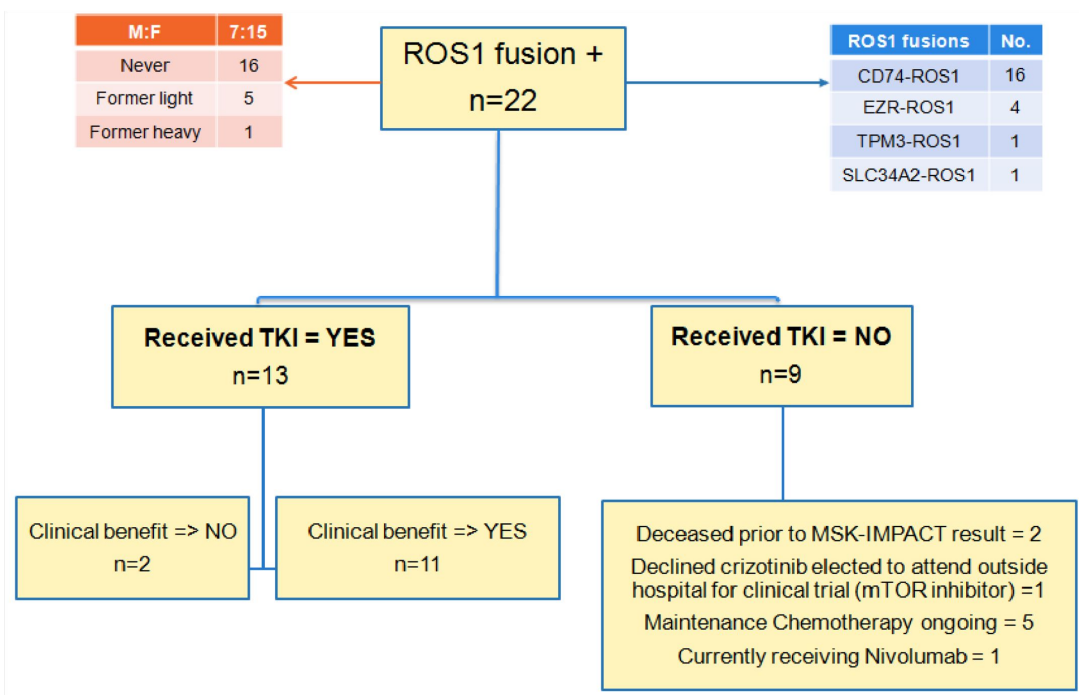 M:F 7:15
Never 16
Former light 5
Former heavy 1
ROS1 fusion +
n=22
ROS1 fusions No.
CD74-ROS1 16
EZR-ROS1 4
TPM3-ROS1 1
SLC34A2-ROS1 1
Received TKI = YES
n=13
Received TKI = NO
n=9
Clinical benefit => NO
n=2
Clinical benefit => YES
n=11
Deceased prior to MSK-IMPACT result = 2
Declined crizotinib elected to attend outside
hospital for clinical trial (mTOR inhibitor) =1
Maintenance Chemotherapy ongoing = 5
Currently receiving Nivolumab = 1